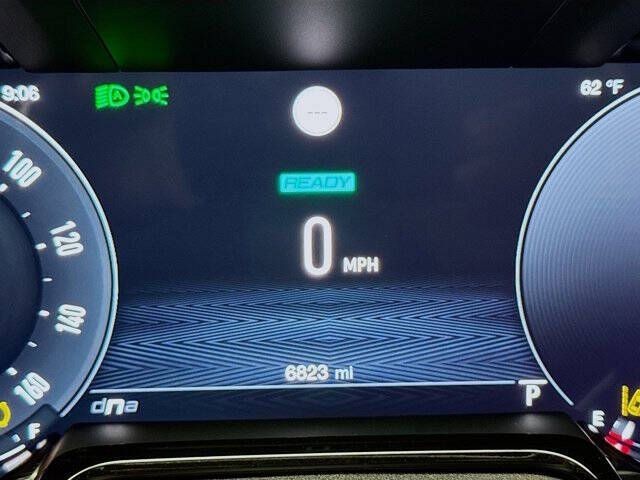 9:06
A
62 °F
---
READY
0 MPH
100
120
140
160
6823 mi
dna
P
F
E